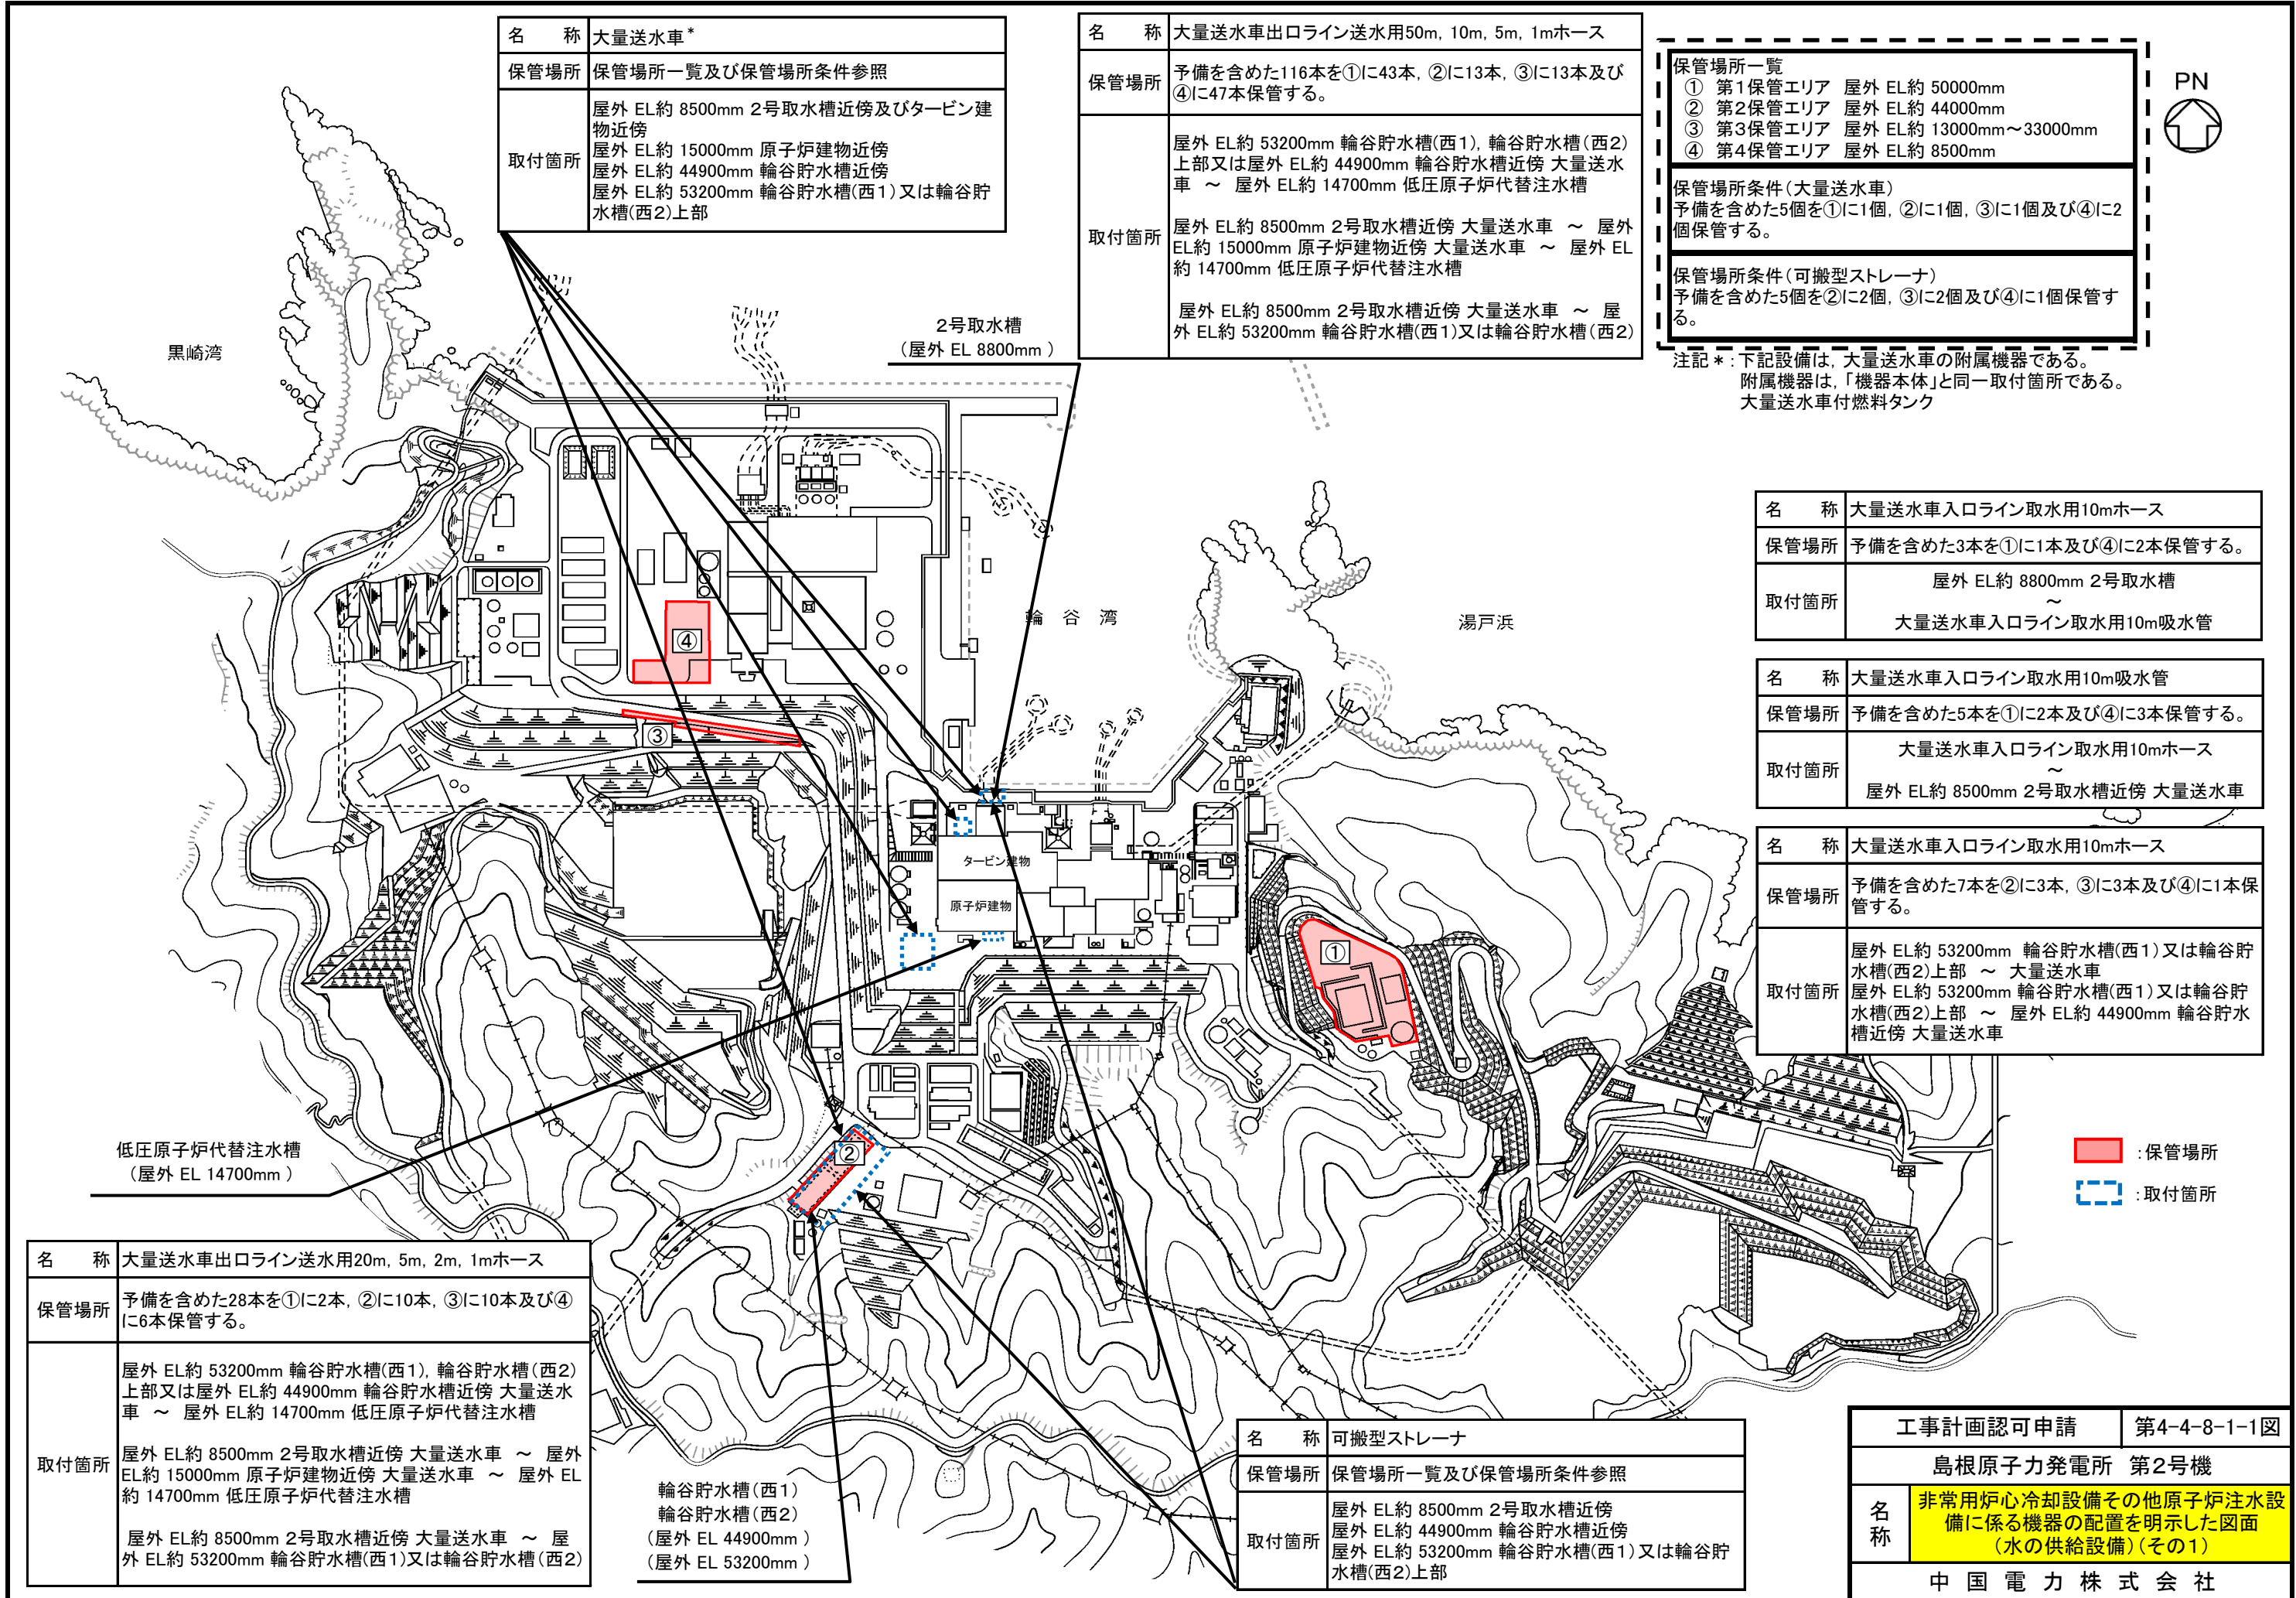 名 称 大量送水車*
保管場所 保管場所一覧及び保管場所条件参照
取付箇所
屋外 EL約 8500mm 2号取水槽近傍及びタービン建
物近傍
屋外 EL約 15000mm 原子炉建物近傍
屋外 EL約 44900mm 輪谷貯水槽近傍
屋外 EL約 53200mm 輪谷貯水槽(西1)又は輪谷貯
水槽(西2)上部
名 称 大量送水車出口ライン送水用50m, 10m, 5m, 1mホース
保管場所
予備を含めた116本を①に43本, ②に13本, ③に13本及び
④に47本保管する。
取付箇所
屋外 EL約 53200mm 輪谷貯水槽(西1), 輪谷貯水槽(西2)
上部又は屋外 EL約 44900mm 輪谷貯水槽近傍 大量送水
車 ～ 屋外 EL約 14700mm 低圧原子炉代替注水槽
屋外 EL約 8500mm 2号取水槽近傍 大量送水車 ～ 屋外
EL約 15000mm 原子炉建物近傍 大量送水車 ～ 屋外 EL
約 14700mm 低圧原子炉代替注水槽
屋外 EL約 8500mm 2号取水槽近傍 大量送水車 ～ 屋
外 EL約 53200mm 輪谷貯水槽(西1)又は輪谷貯水槽(西2)
保管場所一覧
① 第1保管エリア 屋外 EL約 50000mm
② 第2保管エリア 屋外 EL約 44000mm
③ 第3保管エリア 屋外 EL約 13000mm～33000mm
④ 第4保管エリア 屋外 EL約 8500mm
保管場所条件(大量送水車)
予備を含めた5個を①に1個, ②に1個, ③に1個及び④に2
個保管する。
保管場所条件(可搬型ストレーナ)
予備を含めた5個を②に2個, ③に2個及び④に1個保管す
る。
注記*:下記設備は, 大量送水車の附属機器である。
附属機器は, 「機器本体」と同一取付箇所である。
大量送水車付燃料タンク
PN
黒崎湾
2号取水槽
(屋外 EL 8800mm )
輪谷湾
湯戸浜
④
③
タービン建物
原子炉建物
①
②
名 称 大量送水車入口ライン取水用10mホース
保管場所 予備を含めた3本を①に1本及び④に2本保管する。
取付箇所
屋外 EL約 8800mm 2号取水槽
～
大量送水車入口ライン取水用10m吸水管
名 称 大量送水車入口ライン取水用10m吸水管
保管場所 予備を含めた5本を①に2本及び④に3本保管する。
取付箇所
大量送水車入口ライン取水用10mホース
～
屋外 EL約 8500mm 2号取水槽近傍 大量送水車
名 称 大量送水車入口ライン取水用10mホース
保管場所
予備を含めた7本を②に3本, ③に3本及び④に1本保
管する。
取付箇所
屋外 EL約 53200mm 輪谷貯水槽(西1)又は輪谷貯
水槽(西2)上部 ～ 大量送水車
屋外 EL約 53200mm 輪谷貯水槽(西1)又は輪谷貯
水槽(西2)上部 ～ 屋外 EL約 44900mm 輪谷貯水
槽近傍 大量送水車
:保管場所
:取付箇所
低圧原子炉代替注水槽
(屋外 EL 14700mm )
名 称 大量送水車出口ライン送水用20m, 5m, 2m, 1mホース
保管場所
予備を含めた28本を①に2本, ②に10本, ③に10本及び④
に6本保管する。
取付箇所
屋外 EL約 53200mm 輪谷貯水槽(西1), 輪谷貯水槽(西2)
上部又は屋外 EL約 44900mm 輪谷貯水槽近傍 大量送水
車 ～ 屋外 EL約 14700mm 低圧原子炉代替注水槽
屋外 EL約 8500mm 2号取水槽近傍 大量送水車 ～ 屋外
EL約 15000mm 原子炉建物近傍 大量送水車 ～ 屋外 EL
約 14700mm 低圧原子炉代替注水槽
屋外 EL約 8500mm 2号取水槽近傍 大量送水車 ～ 屋
外 EL約 53200mm 輪谷貯水槽(西1)又は輪谷貯水槽(西2)
輪谷貯水槽(西1)
輪谷貯水槽(西2)
(屋外 EL 44900mm )
(屋外 EL 53200mm )
名 称 可搬型ストレーナ
保管場所 保管場所一覧及び保管場所条件参照
取付箇所
屋外 EL約 8500mm 2号取水槽近傍
屋外 EL約 44900mm 輪谷貯水槽近傍
屋外 EL約 53200mm 輪谷貯水槽(西1)又は輪谷貯
水槽(西2)上部
工事計画認可申請 第4-4-8-1-1図
島根原子力発電所 第2号機
名称
非常用炉心冷却設備その他原子炉注水設
備に係る機器の配置を明示した図面
(水の供給設備)(その1)
中国電力株式会社